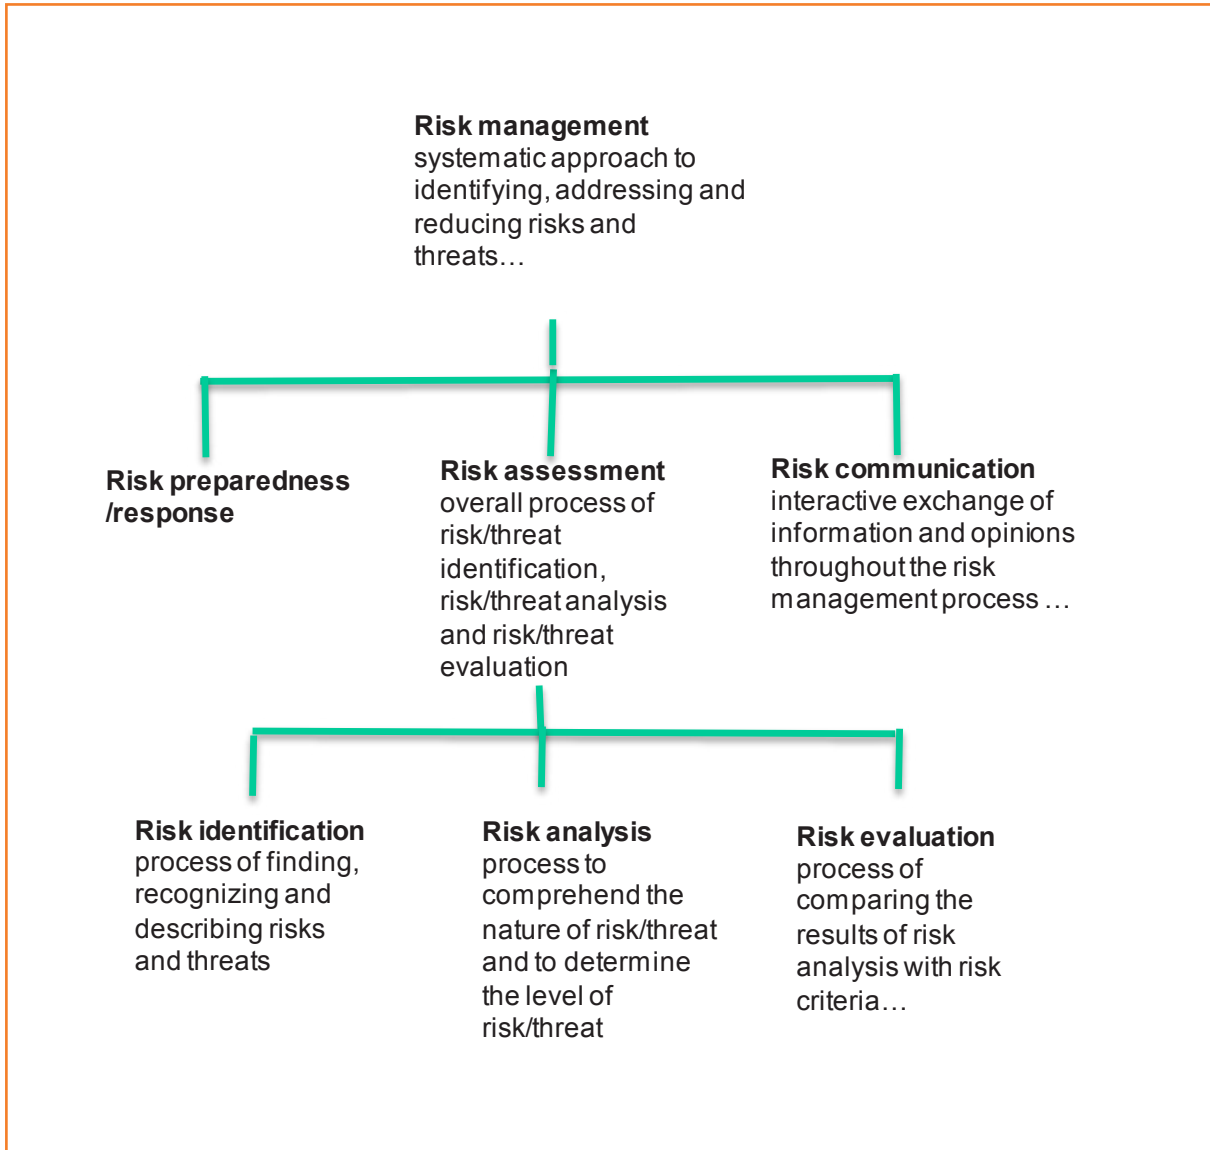 Risk management
systematic approach to
identifying, addressing and
reducing risks and
threats…
Risk preparedness
/response
Risk assessment
overall process of
risk/threat
identification,
risk/threat analysis
and risk/threat
evaluation
Risk communication
interactive exchange of
information and opinions
throughout the risk
management process …
Risk identification
process of finding,
recognizing and
describing risks
and threats
Risk analysis
process to
comprehend the
nature of risk/threat
and to determine
the level of
risk/threat
Risk evaluation
process of
comparing the
results of risk
analysis with risk
criteria…